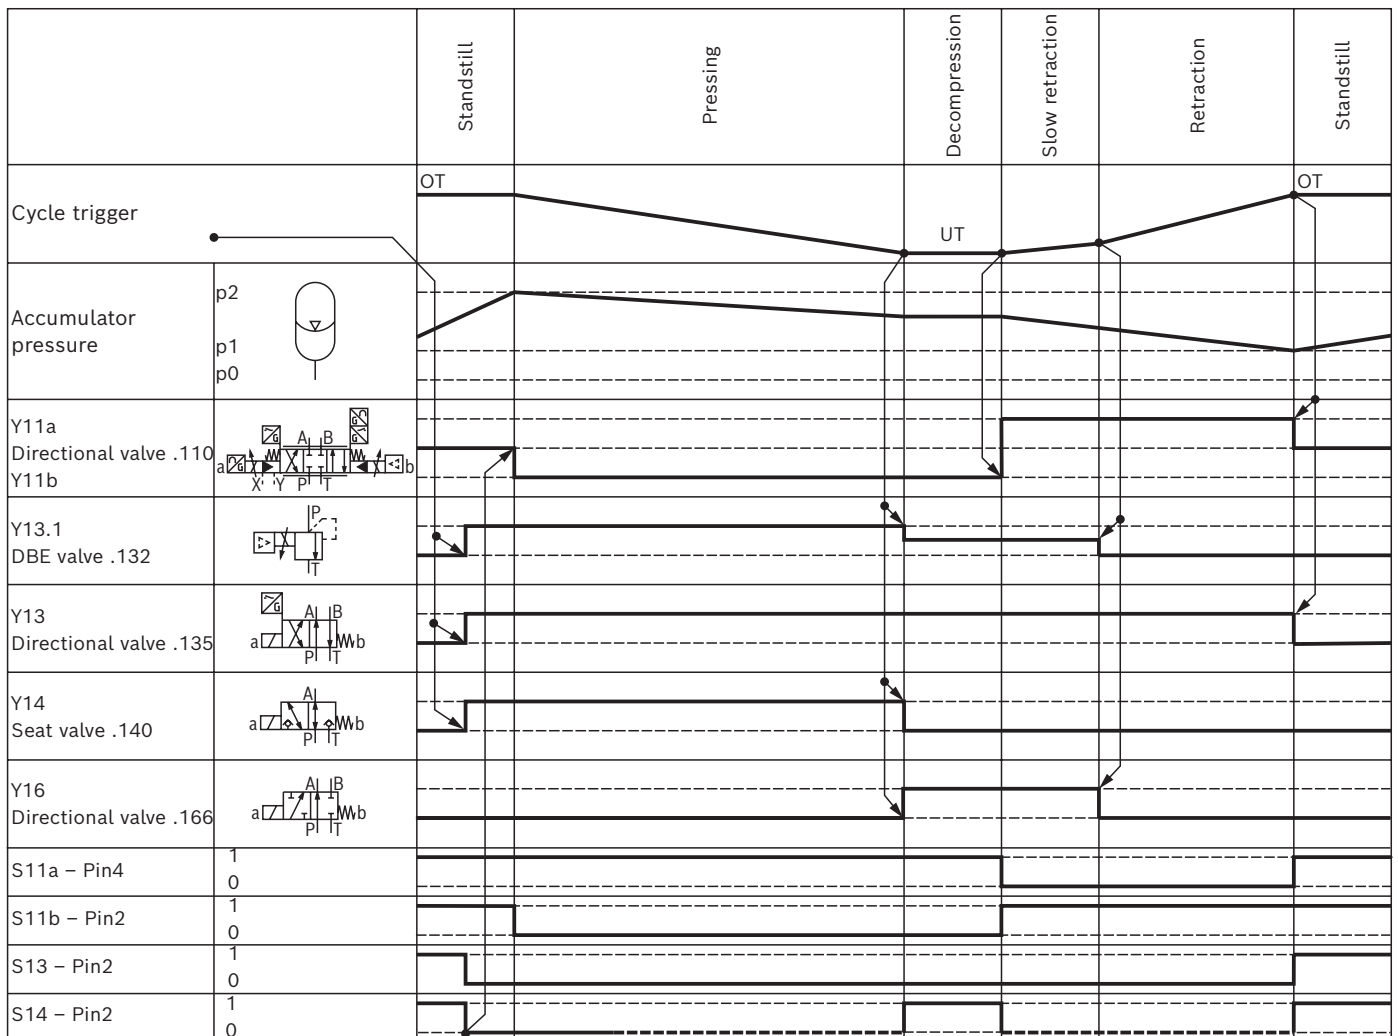 Standstill
Pressing
Decompression
Slow retraction
Retraction
Standstill
OT
OT
Cycle trigger
UT
p2
Accumulator
pressure
p1
p0
Y11a
A B
Directional valve .110
a b
Y11b
X Y P T
P
Y13.1
DBE valve .132
T
G
Y13
A B
Directional valve .135
a b
P T
Y14
A
Seat valve .140
a b
P T
Y16
A B
Directional valve .166
a b
P T
S11a – Pin4
1
0
S11b – Pin2
1
0
S13 – Pin2
1
0
S14 – Pin2
1
0